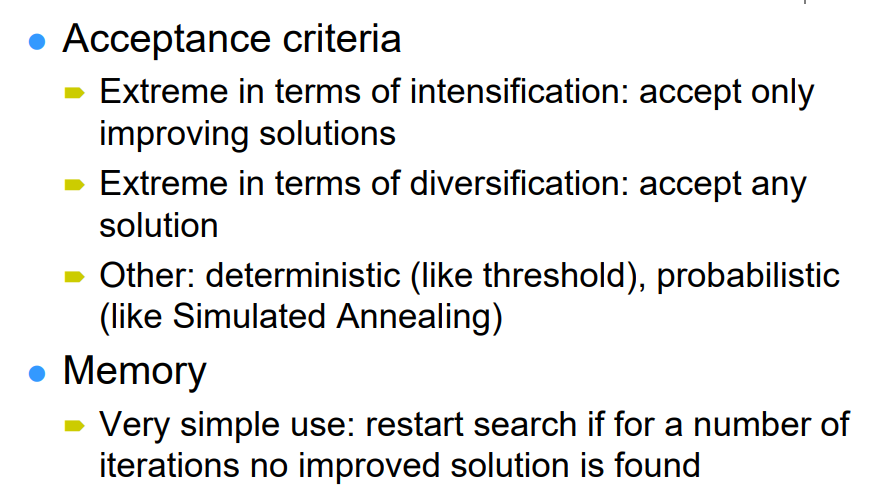 Acceptance criteria
Extreme in terms of intensification: accept only
improving solutions
Extreme in terms of diversification: accept any
solution
Other: deterministic (like threshold), probabilistic
(like Simulated Annealing)
Memory
Very simple use: restart search if for a number of
iterations no improved solution is found